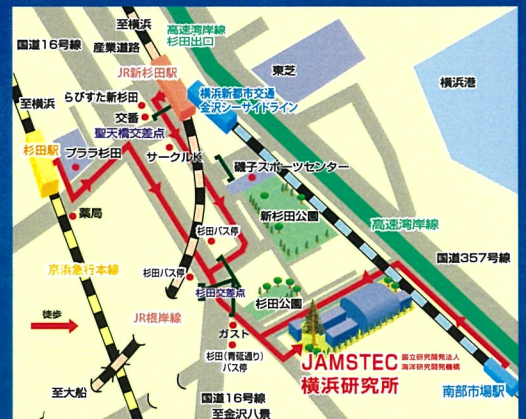 至横浜
高速湾岸線
杉田出口
国道16号線
産業道路
東芝
JR新杉田駅
横浜港
至横浜
らびすた新杉田
横浜新都市交通
金沢シーサイドライン
交番
聖天橋交差点
杉田駅
プララ杉田
サークルK
磯子スポーツセンター
薬局
新杉田公園
高速湾岸線
杉田バス停
国道357号線
京浜急行本線
杉田バス停
杉田交差点
杉田公園
徒歩
JR根岸線
ガスト
杉田(青砥通り)
バス停
JAMSTEC
国立研究開発法人
海洋研究開発機構
横浜研究所
至大船
国道16号線
至金沢八景
南部市場駅